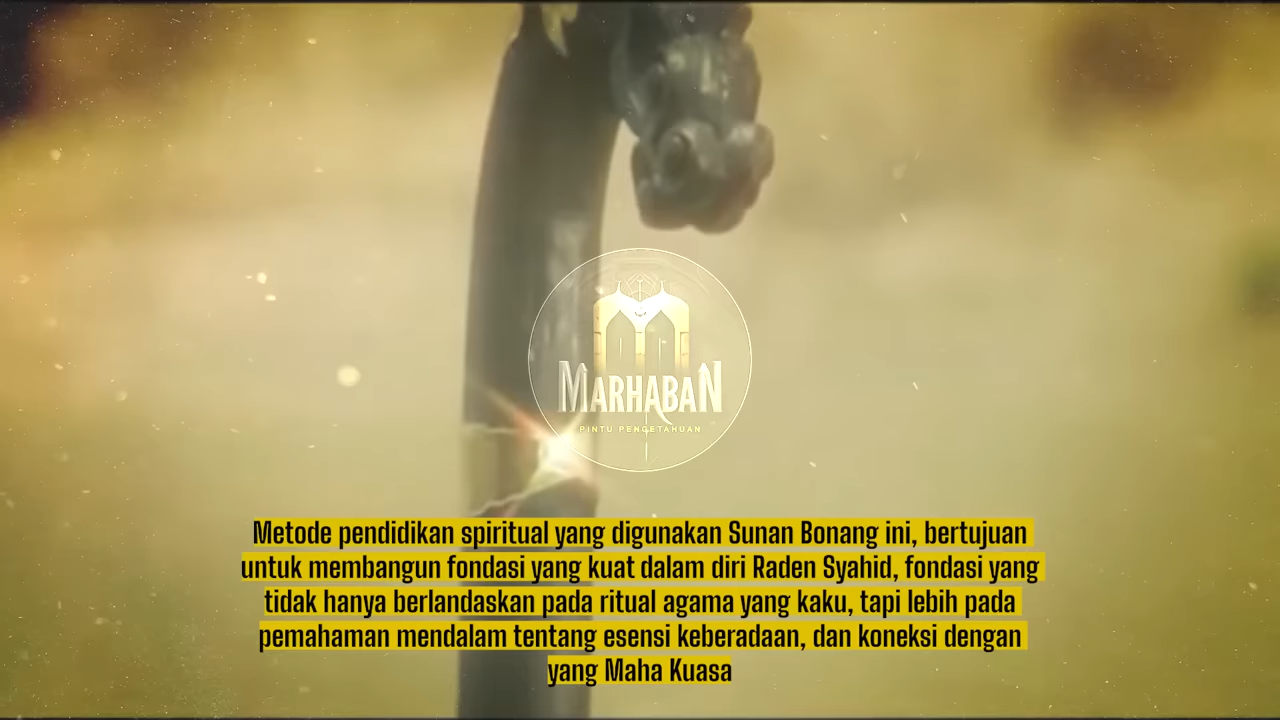 MARHABAN
PINTU PENGETAHUAN
Metode pendidikan spiritual yang digunakan Sunan Bonang ini, bertujuan
untuk membangun fondasi yang kuat dalam diri Raden Syahid, fondasi yang
tidak hanya berlandaskan pada ritual agama yang kaku, tapi lebih pada
pemahaman mendalam tentang esensi keberadaan, dan koneksi dengan
yang Maha Kuasa